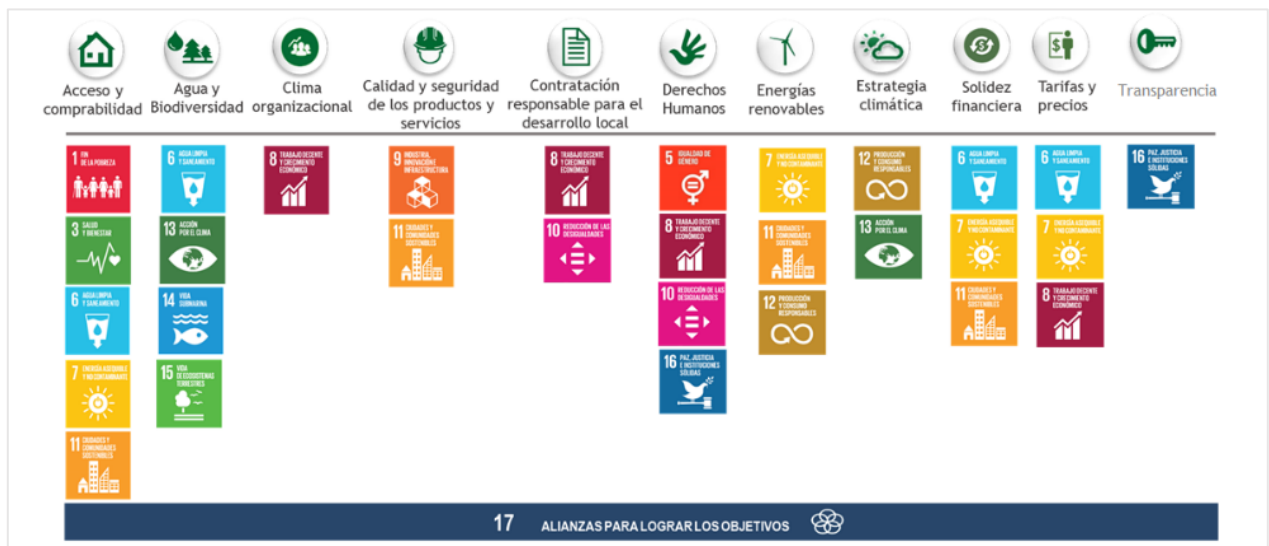 Acceso y
comprabilidad
Agua y
Biodiversidad
Clima
organizacional
Calidad y seguridad
de los productos y
servicios
Contratación
responsable para el
desarrollo local
Derechos
Humanos
Energías
renovables
Estrategia
climática
Solidez
financiera
Tarifas y
precios
Transparencia
1 FIN
DE LA POBREZA
3 SALUD
Y BIENESTAR
6 AGUA LIMPIA
Y SANEAMIENTO
7 ENERGÍA ASEQUIBLE
Y NO CONTAMINANTE
11 CIUDADES Y
COMUNIDADES
SOSTENIBLES
6 AGUA LIMPIA
Y SANEAMIENTO
13 ACCIÓN
POR EL CLIMA
14 VIDA
SUBMARINA
15 VIDA
DE ECOSISTEMAS
TERRESTRES
8 TRABAJO DECENTE
Y CRECIMIENTO
ECONÓMICO
9 INDUSTRIA,
INNOVACIÓN E
INFRAESTRUCTURA
11 CIUDADES Y
COMUNIDADES
SOSTENIBLES
8 TRABAJO DECENTE
Y CRECIMIENTO
ECONÓMICO
10 REDUCCIÓN DE LAS
DESIGUALDADES
5 IGUALDAD DE
GÉNERO
8 TRABAJO DECENTE
Y CRECIMIENTO
ECONÓMICO
10 REDUCCIÓN DE LAS
DESIGUALDADES
16 PAZ, JUSTICIA
E INSTITUCIONES
SÓLIDAS
7 ENERGÍA ASEQUIBLE
Y NO CONTAMINANTE
11 CIUDADES Y
COMUNIDADES
SOSTENIBLES
12 PRODUCCIÓN
Y CONSUMO
RESPONSABLES
12 PRODUCCIÓN
Y CONSUMO
RESPONSABLES
13 ACCIÓN
POR EL CLIMA
6 AGUA LIMPIA
Y SANEAMIENTO
7 ENERGÍA ASEQUIBLE
Y NO CONTAMINANTE
11 CIUDADES Y
COMUNIDADES
SOSTENIBLES
6 AGUA LIMPIA
Y SANEAMIENTO
7 ENERGÍA ASEQUIBLE
Y NO CONTAMINANTE
8 TRABAJO DECENTE
Y CRECIMIENTO
ECONÓMICO
16 PAZ, JUSTICIA
E INSTITUCIONES
SÓLIDAS
17 ALIANZAS PARA LOGRAR LOS OBJETIVOS